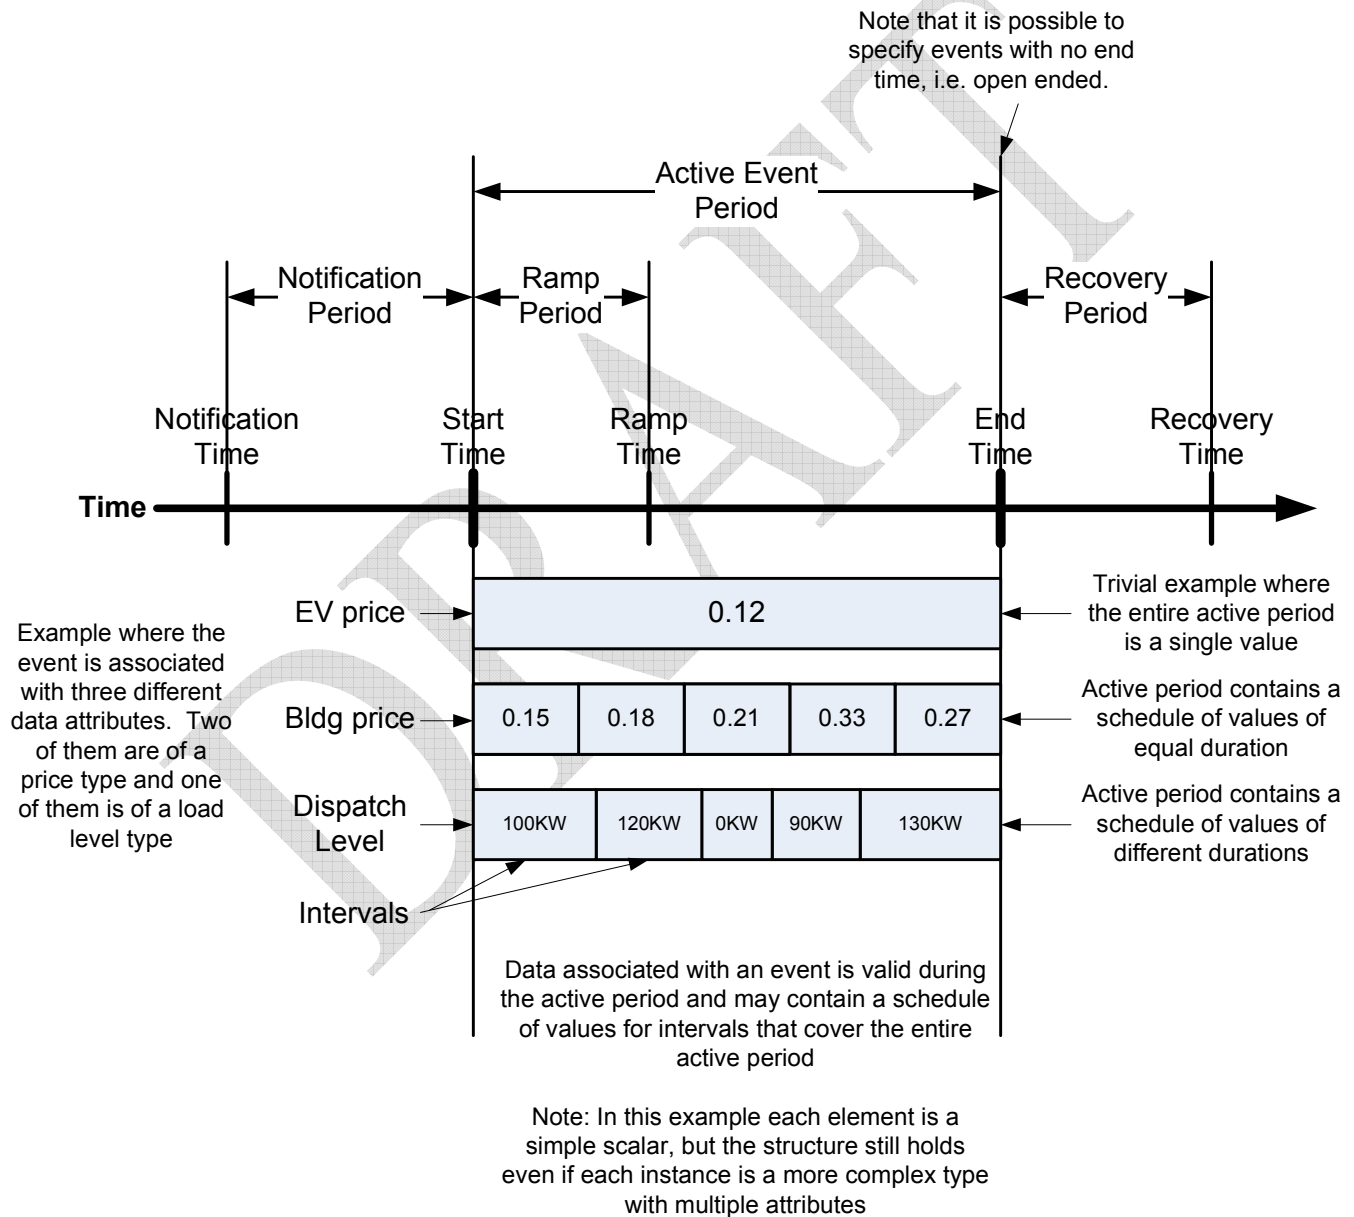 Note that it is possible to
specify events with no end
time, i.e. open ended.
Active Event
Period
Notification
Period
Ramp
Period
Recovery
Period
Notification
Time
Start
Time
Ramp
Time
End
Time
Recovery
Time
Time
DRAFT
Example where the
event is associated
with three different
data attributes.  Two
of them are of a
price type and one
of them is of a load
level type
EV price
0.12
Trivial example where
the entire active period
is a single value
Bldg price
0.15 0.18 0.21 0.33 0.27
Active period contains a
schedule of values of
equal duration
Dispatch
Level
100KW 120KW 0KW 90KW 130KW
Active period contains a
schedule of values of
different durations
Intervals
Data associated with an event is valid during
the active period and may contain a schedule
of values for intervals that cover the entire
active period
Note: In this example each element is a
simple scalar, but the structure still holds
even if each instance is a more complex type
with multiple attributes